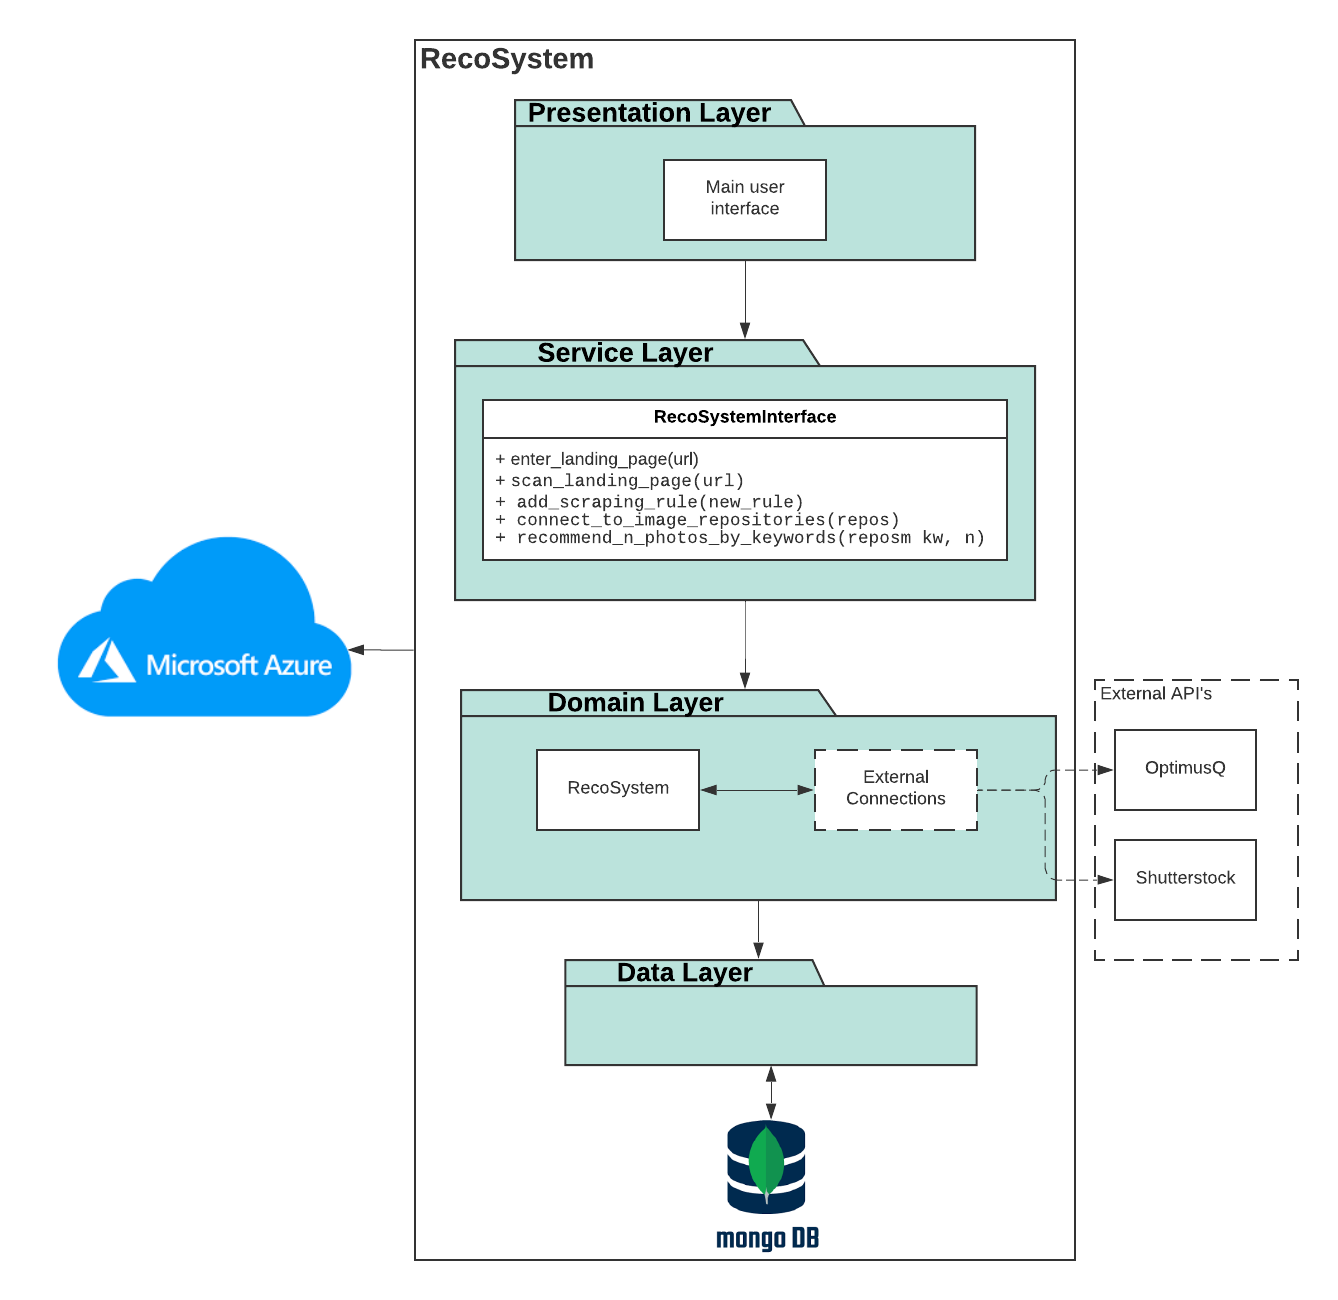 RecoSystem
Presentation Layer
Main user
interface
Service Layer
RecoSystemInterface
+ enter_landing_page(url)
+ scan_landing_page(url)
+ add_scraping_rule(new_rule)
+ connect_to_image_repositories(repos)
+ recommend_n_photos_by_keywords(reposm kw, n)
Microsoft Azure
Domain Layer
RecoSystem
External
Connections
External API's
OptimusQ
Shutterstock
Data Layer
mongo DB